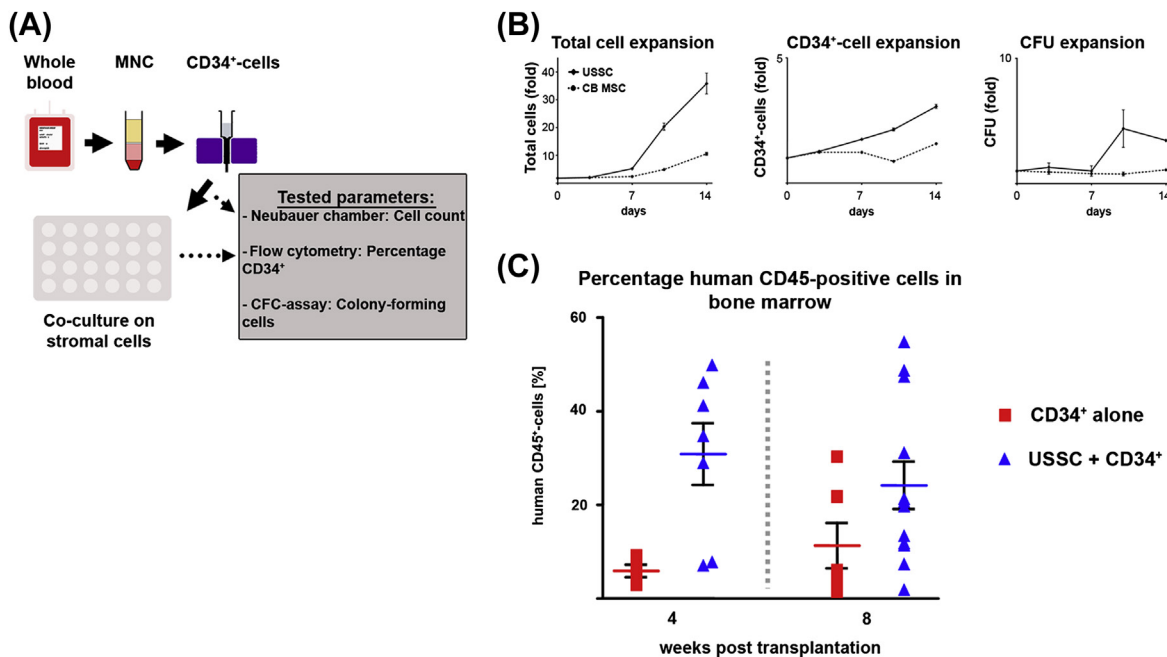 (A)
Whole
blood
MNC
CD34⁺-cells
Tested parameters:
- Neubauer chamber: Cell count
- Flow cytometry: Percentage
CD34⁺
- CFC-assay: Colony-forming
cells
Co-culture on
stromal cells
(B)
Total cell expansion
Total cells (fold)
40
30
20
10
USSC
CB MSC
0
7
14
days
CD34⁺-cell expansion
CD34⁺-cells (fold)
5
0
7
14
days
CFU expansion
CFU (fold)
10
0
7
14
days
(C)
Percentage human CD45-positive cells in
bone marrow
human CD45⁺-cells [%]
60
40
20
4
8
weeks post transplantation
CD34⁺ alone
USSC + CD34⁺